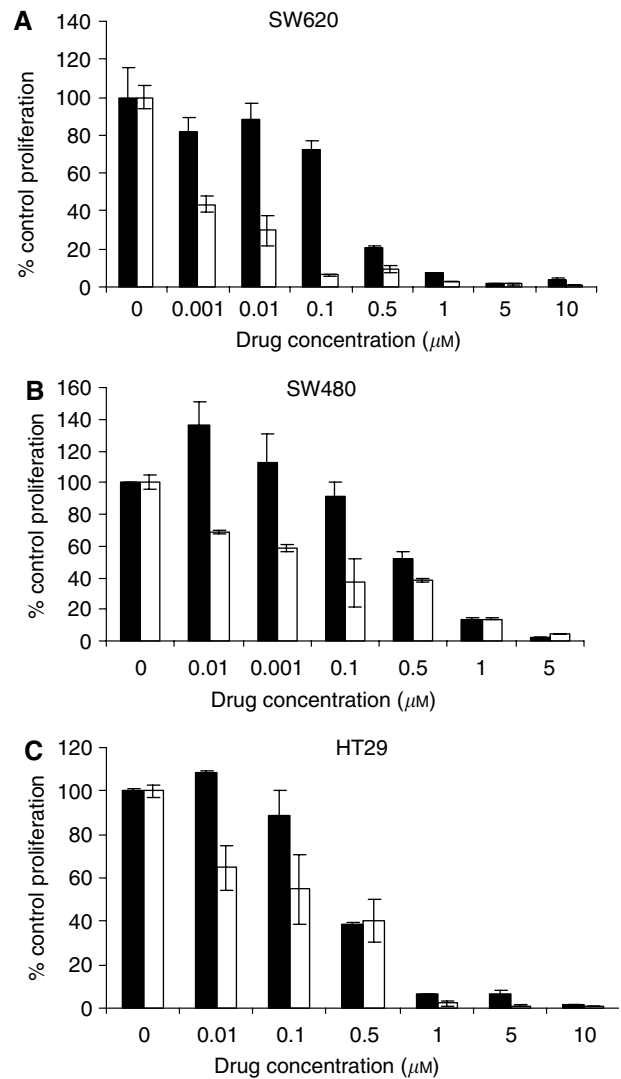 A
SW620
% control proliferation
140
120
100
80
60
40
20
0
0 0.001 0.01 0.1 0.5 1 5 10
Drug concentration (μM)
B
SW480
% control proliferation
160
140
120
100
80
60
40
20
0
0 0.01 0.001 0.1 0.5 1 5
Drug concentration (μM)
C
HT29
% control proliferation
120
100
80
60
40
20
0
0 0.01 0.1 0.5 1 5 10
Drug concentration (μM)